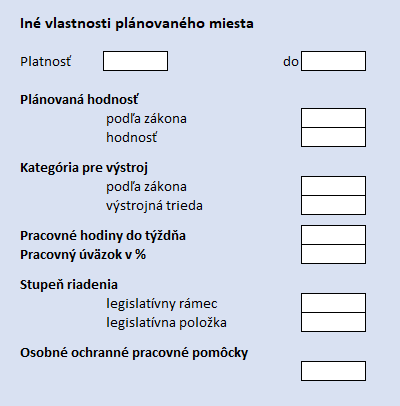 Iné vlastnosti plánovaného miesta
Platnosť do
Plánovaná hodnosť
podľa zákona
hodnosť
Kategória pre výstroj
podľa zákona
výstrojná trieda
Pracovné hodiny do týždňa
Pracovný úväzok v %
Stupeň riadenia
legislatívny rámec
legislatívna položka
Osobné ochranné pracovné pomôcky